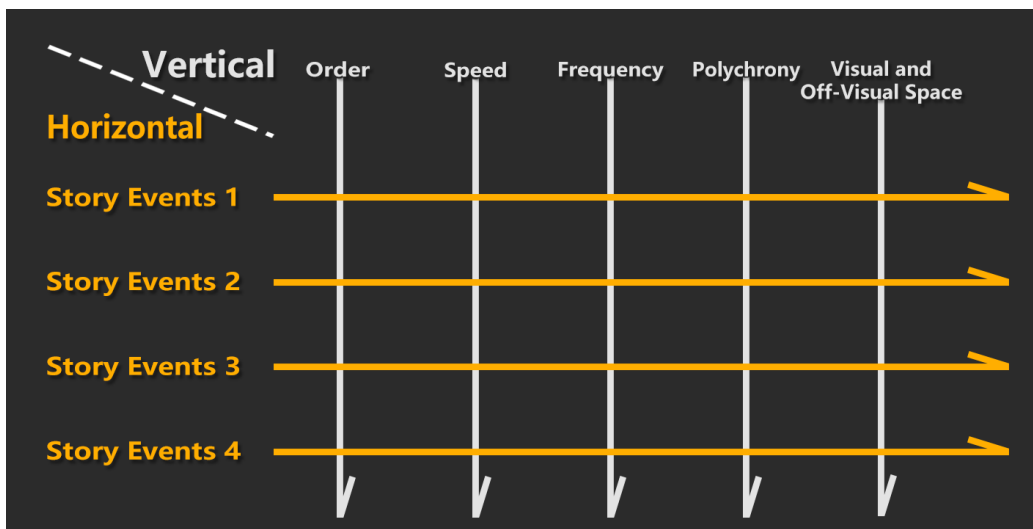 Vertical
Order
Speed
Frequency
Polychrony
Visual and
Off-Visual Space
Horizontal
Story Events 1
Story Events 2
Story Events 3
Story Events 4